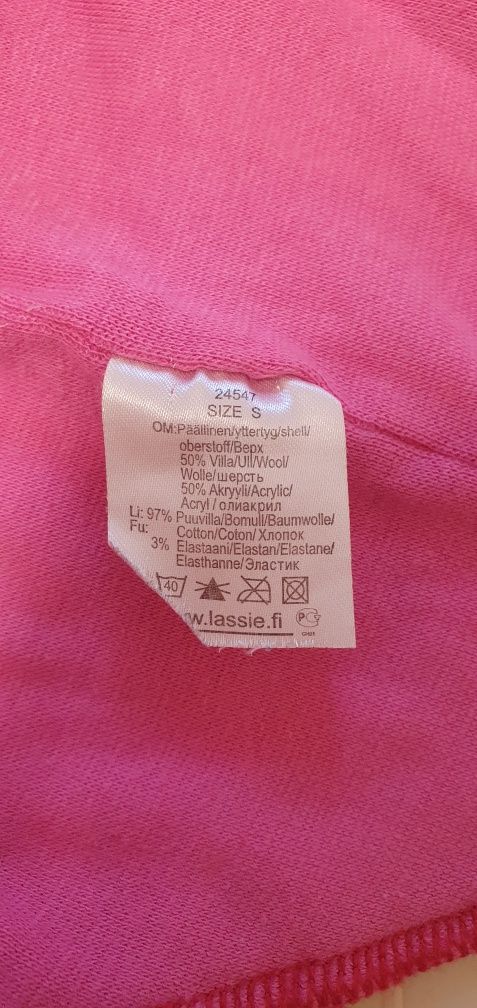 24547
SIZE S
OM:Päällinen/yttertyg/shell/
oberstoff/Верх
50% Villa/Ull/Wool/
Wolle/шерсть
50% Akryyli/Acrylic/
Acryl / олиакрил
Li: 97% Puuvilla/Bomull/Baumwolle/
Fu: Cotton/Coton/ Хлопок
3% Elastaani/Elastan/Elastane/
Elasthanne/Эластик
40
w.lassie.fi